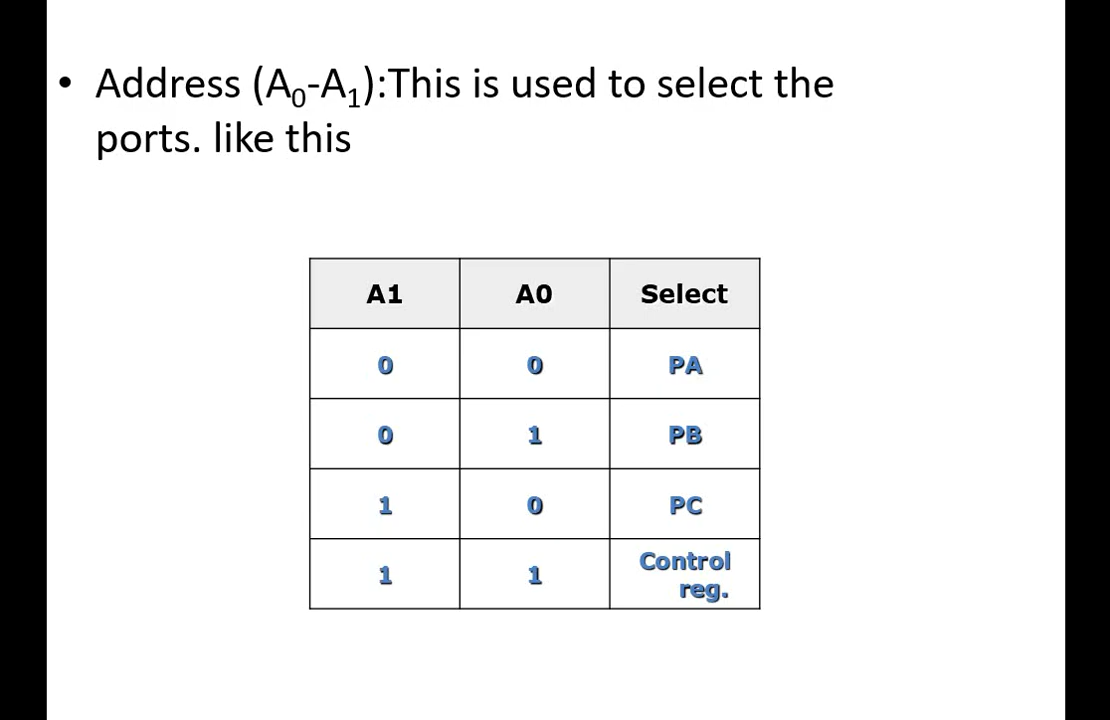 • Address (A0-A1):This is used to select the
ports. like this
A1 A0 Select
0 0 PA
0 1 PB
1 0 PC
1 1 Control
reg.